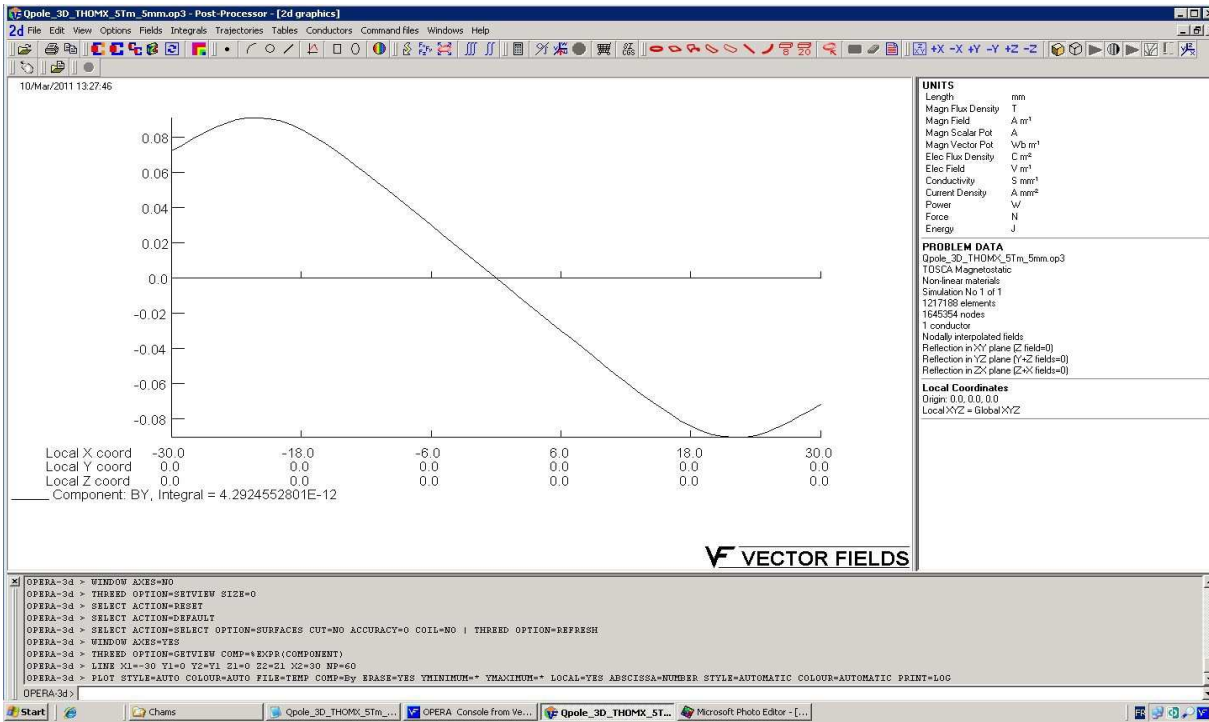 Qpole_3D_THOMX_5Tm_5mm.op3 - Post-Processor - [2d graphics]
2d File Edit View Options Fields Integrals Trajectories Tables Conductors Command files Windows Help
+X -X +Y -Y +Z -Z
10/Mar/2011 13:27:46
0.08
0.06
0.04
0.02
0.0
-0.02
-0.04
-0.06
-0.08
Local X coord -30.0 -18.0 -6.0 6.0 18.0 30.0
Local Y coord 0.0 0.0 0.0 0.0 0.0 0.0
Local Z coord 0.0 0.0 0.0 0.0 0.0 0.0
Component: BY, Integral = 4.2924552801E-12
VF VECTOR FIELDS
UNITS
Length mm
Magn Flux Density T
Magn Field A m⁻¹
Magn Scalar Pot A
Magn Vector Pot Wb m⁻¹
Elec Flux Density C m⁻²
Elec Field V m⁻¹
Conductivity S mm⁻¹
Current Density A mm⁻²
Power W
Force N
Energy J
PROBLEM DATA
Qpole_3D_THOMX_5Tm_5mm.op3
TOSCA Magnetostatic
Non-linear materials
Simulation No 1 of 1
1217188 elements
1645354 nodes
1 conductor
Nodally interpolated fields
Reflection in XY plane (Z field=0)
Reflection in YZ plane (Y+Z fields=0)
Reflection in ZX plane (Z+X fields=0)
Local Coordinates
Origin: 0.0, 0.0, 0.0
Local XYZ = Global XYZ
OPERA-3d > WINDOW AXES=NO
OPERA-3d > THREED OPTION=SETVIEW SIZE=0
OPERA-3d > SELECT ACTION=RESET
OPERA-3d > SELECT ACTION=DEFAULT
OPERA-3d > SELECT ACTION=SELECT OPTION=SURFACES CUT=NO ACCURACY=0 COIL=NO | THREED OPTION=REFRESH
OPERA-3d > WINDOW AXES=YES
OPERA-3d > THREED OPTION=GETVIEW COMP=%EXPR(COMPONENT)
OPERA-3d > LINE X1=-30 Y1=0 Y2=Y1 Z1=0 Z2=Z1 X2=30 NP=60
OPERA-3d > PLOT STYLE=AUTO COLOUR=AUTO FILE=TEMP COMP=By ERASE=YES YMINIMUM=* YMAXIMUM=* LOCAL=YES ABSCISSA=NUMBER STYLE=AUTOMATIC COLOUR=AUTOMATIC PRINT=LOG
OPERA-3d >
Start Chams Qpole_3D_THOMX_5Tm_... OPERA Console from Ve... Qpole_3D_THOMX_5T... Microsoft Photo Editor - [... FR